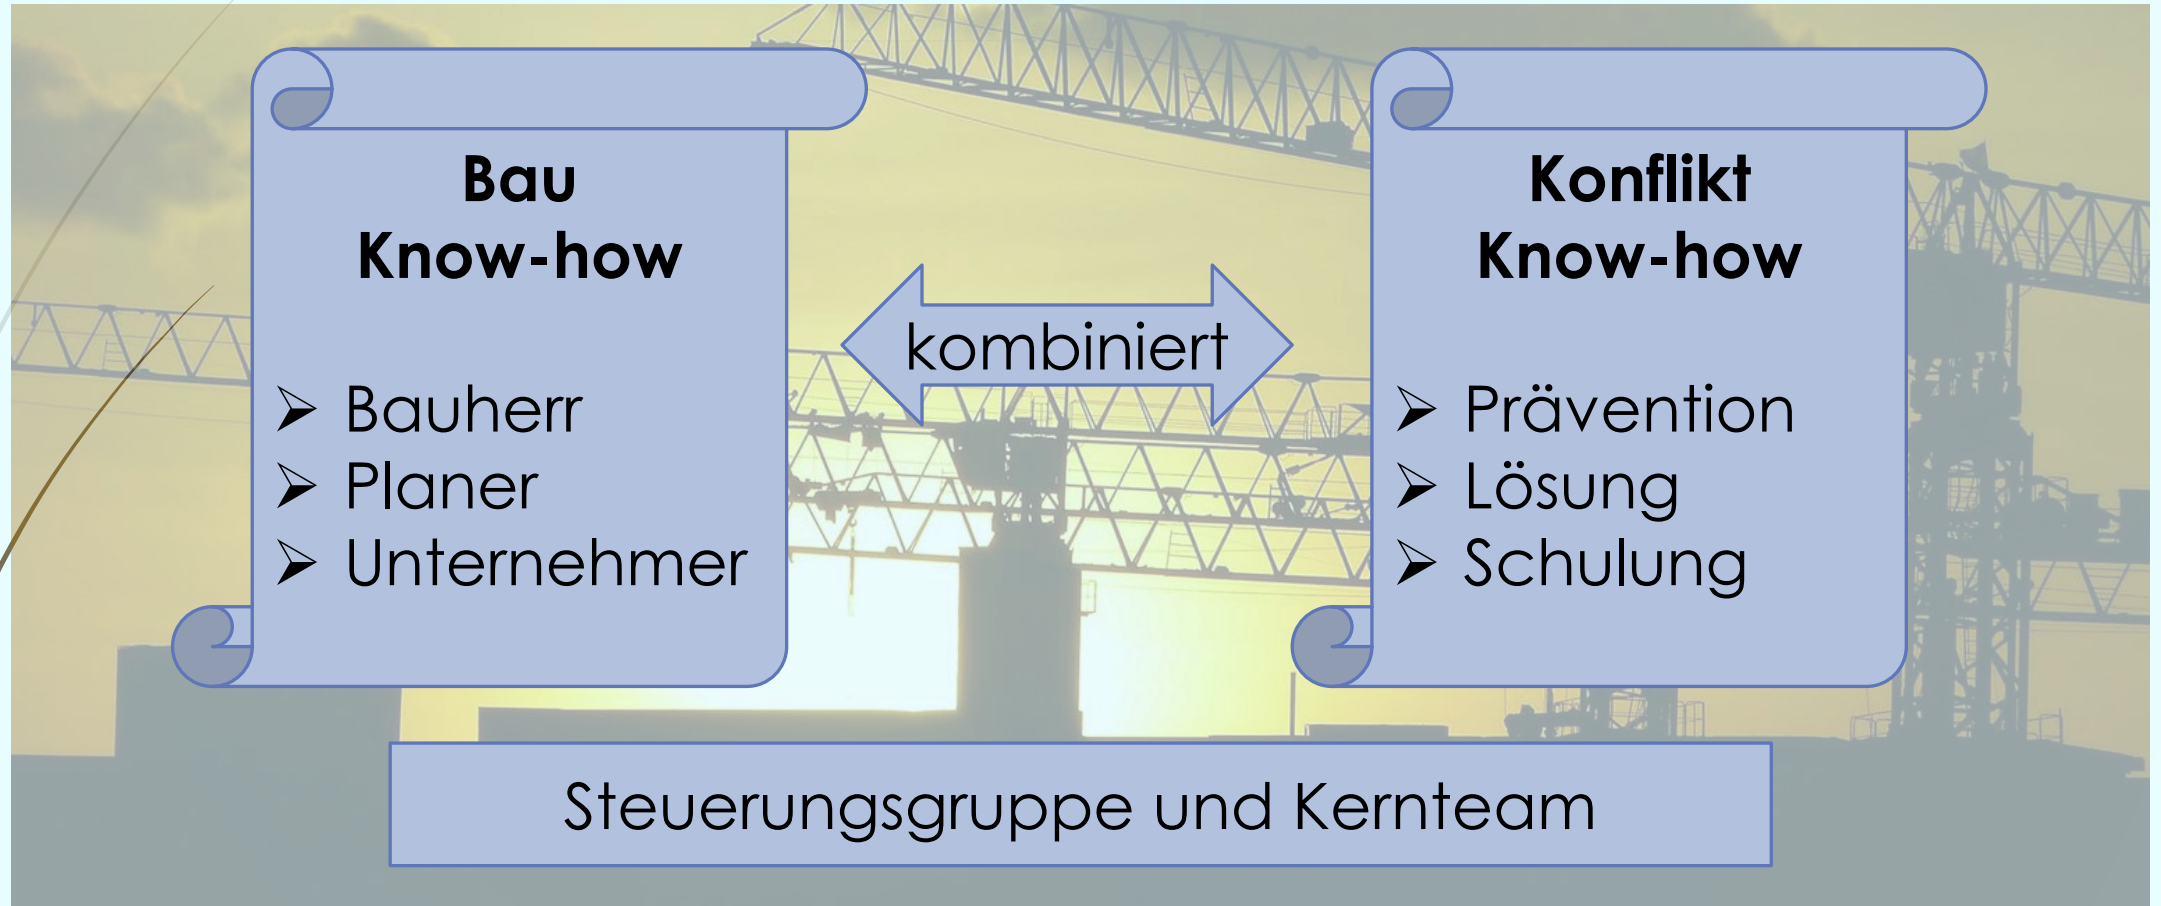 Bau
Know-how
➢ Bauherr
➢ Planer
➢ Unternehmer
kombiniert
Konflikt
Know-how
➢ Prävention
➢ Lösung
➢ Schulung
Steuerungsgruppe und Kernteam